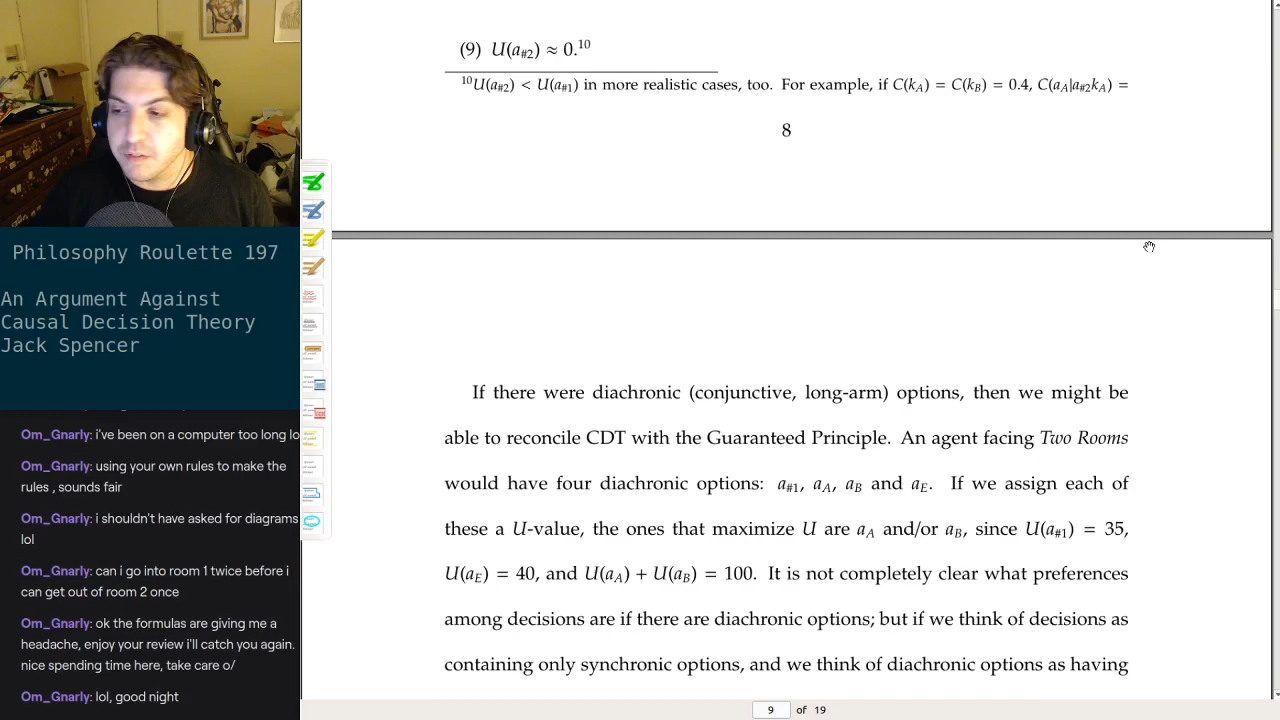 (9) U(a#2) ≈ 0.10
10U(a#2) < U(a#1) in more realistic cases, too. For example, if C(kA) = C(kB) = 0.4, C(aA|a#2kA) =
8
If there were diachronic (conjunctive, long-arm) options, then we might be
able to reconcile CDT with the Guaranteed Principle. An agent facing Two Rooms
would have four diachronic options: a#1, aA, aB and aE. If we assign each of
these a U-value, the ones that maximize U are aA and/or aB, since U(a#1) = 35,
U(aE) = 40, and U(aA) + U(aB) = 100. It is not completely clear what preferences
among decisions are if there are diachronic options; but if we think of decisions as
containing only synchronic options, and we think of diachronic options as having
9 of 19
Philosophy Roulette 197
An Argument Against
Causal Decision Theory
Jack Spencer
Om_Gnarly: i've been on a computer too long lo
Om_Gnarly: using your own rules to make the
rules, sounds fair
Om_Gnarly: i shouldn't have asked for diagrams
lol
Om_Gnarly: can i go into room 1 twice before i
can get out of room 2 once
Om_Gnarly: ok the formulas are giving me a
headache, enjoy your review i'll catch you again.
nice spending time here, take care o/
Om_Gnarly: lol, good night